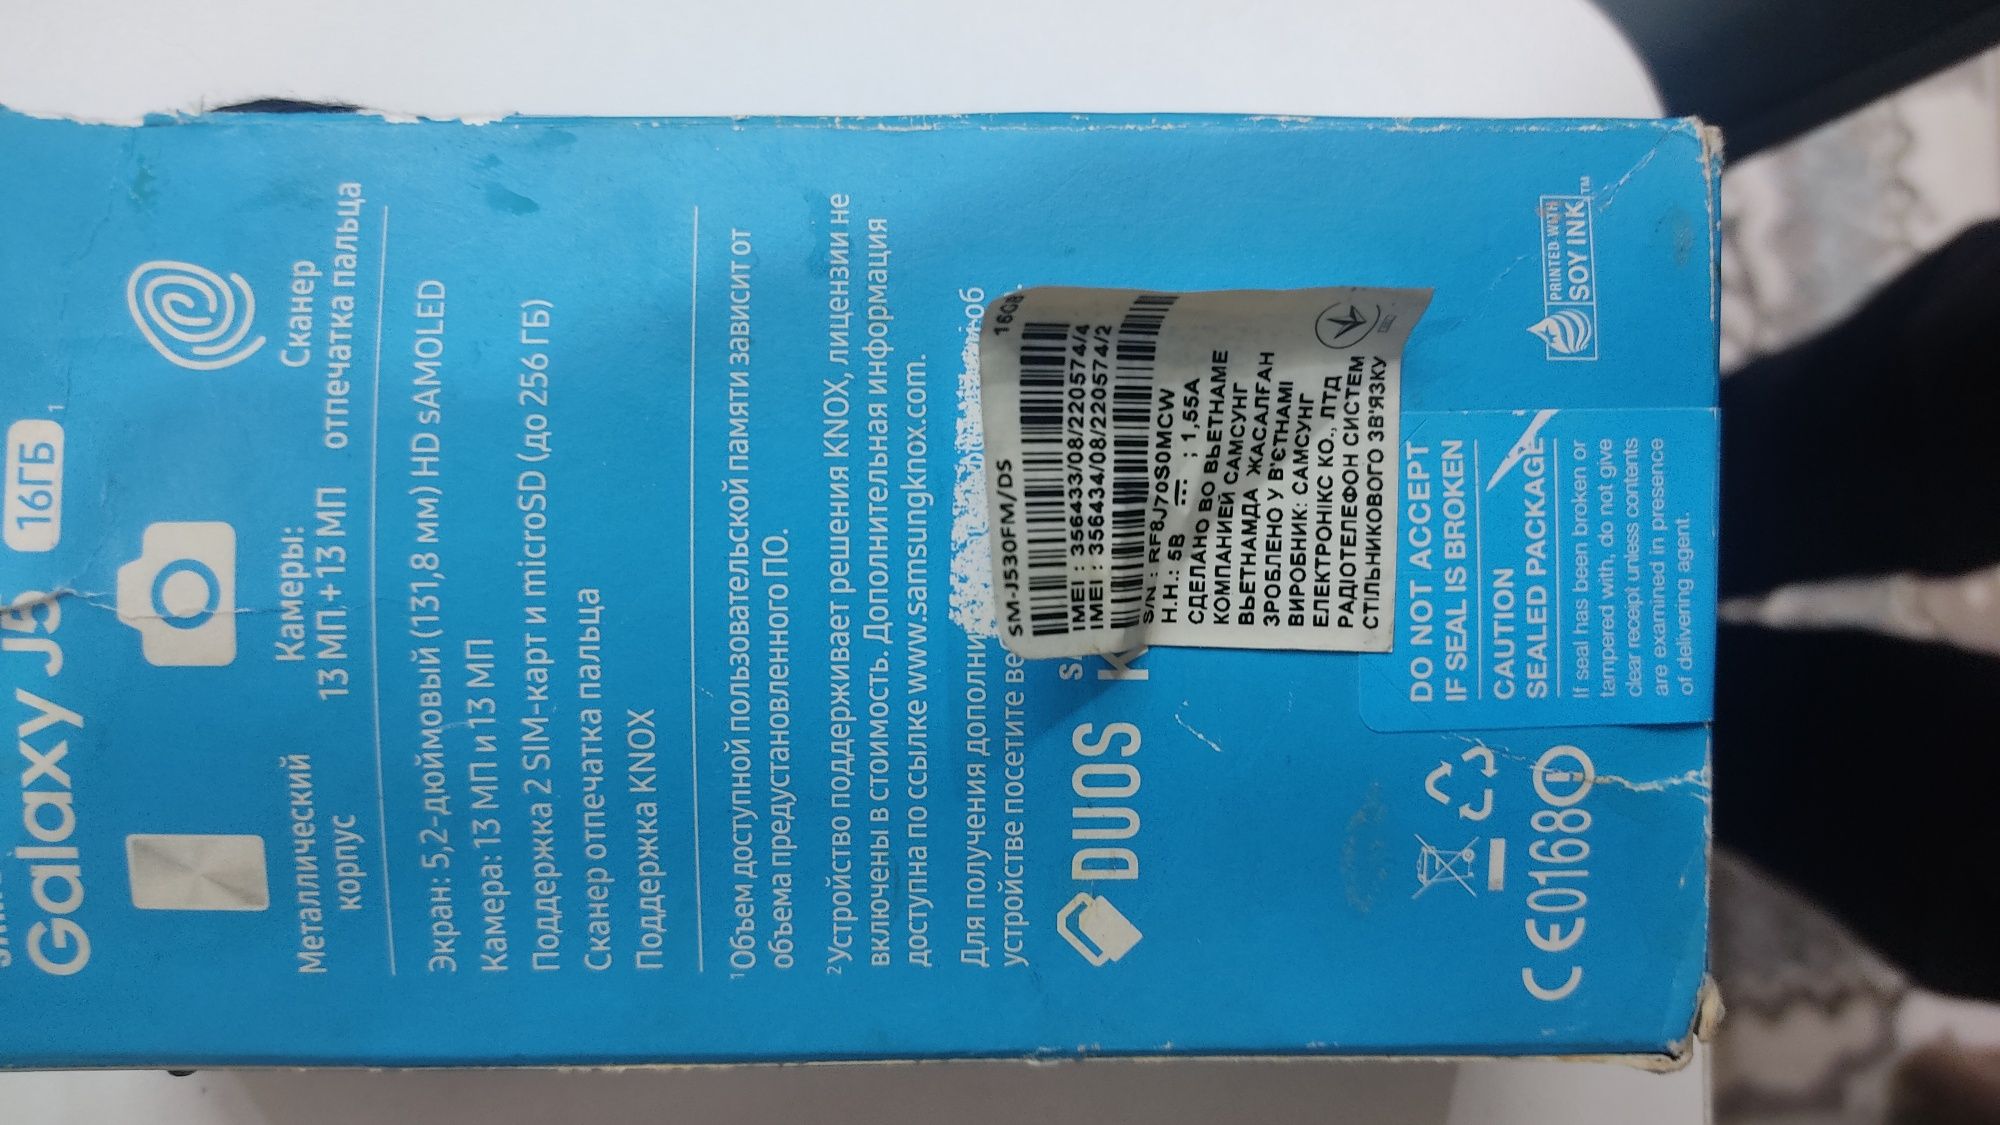 Galaxy J5 16ГБ 1
Металлический
корпус
Камеры:
13 МП + 13 МП
Сканер
отпечатка пальца
Экран: 5,2-дюймовый (131,8 мм) HD sAMOLED
Камера: 13 МП и 13 МП
Поддержка 2 SIM-карт и microSD (до 256 ГБ)
Сканер отпечатка пальца
Поддержка KNOX
¹Объем доступной пользовательской памяти зависит от
объема предустановленного ПО.
²Устройство поддерживает решения KNOX, лицензии не
включены в стоимость. Дополнительная информация
доступна по ссылке www.samsungknox.com.
Для получения дополни об
устройстве посетите ве
DUOS
SM-J530FM/DS 16GB
IMEI : 356433/08/220574/4
IMEI : 356434/08/220574/2
S/N : RF8J70S0MCW
Н.Н.: 5В ⎓ ; 1,55А
СДЕЛАНО ВО ВЬЕТНАМЕ
КОМПАНИЕЙ САМСУНГ
ВЬЕТНАМДА ЖАСАЛҒАН
ЗРОБЛЕНО У В'ЄТНАМІ
ВИРОБНИК: САМСУНГ
ЕЛЕКТРОНІКС КО., ЛТД
РАДІОТЕЛЕФОН СИСТЕМ
СТІЛЬНИКОВОГО ЗВ'ЯЗКУ
DO NOT ACCEPT
IF SEAL IS BROKEN
CAUTION
SEALED PACKAGE
If seal has been broken or
tampered with, do not give
clear receipt unless contents
are examined in presence
of delivering agent.
CE0168
PRINTED WITH
SOY INK™